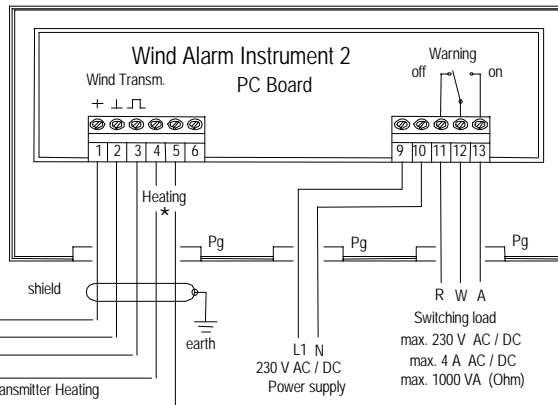 Wind Alarm Instrument 2
PC Board
Wind Transm.
Warning
off
on
1 2 3 4 5 6
9 10 11 12 13
Heating
*
Pg
Pg
Pg
shield
earth
R W A
Switching load
max. 230 V AC / DC
max. 4 A AC / DC
max. 1000 VA (Ohm)
L1 N
230 V AC / DC
Power supply
ansmitter Heating